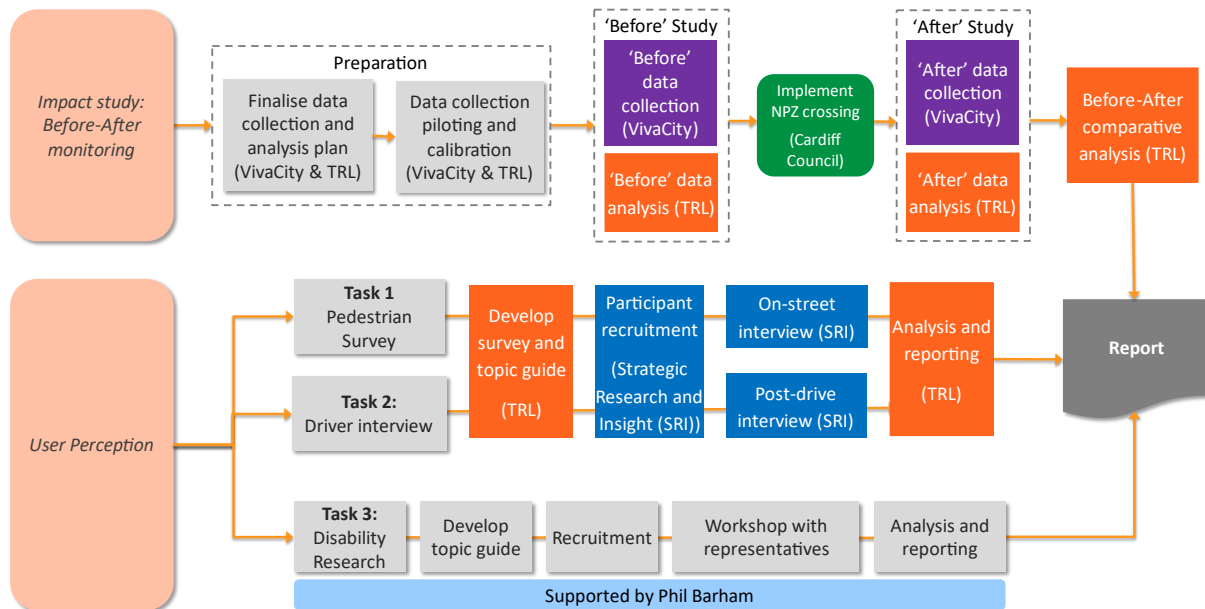 Impact study:
Before-After
monitoring
Preparation
Finalise data
collection and
analysis plan
(VivaCity & TRL)
Data collection
piloting and
calibration
(VivaCity & TRL)
‘Before’ Study
‘Before’
data
collection
(VivaCity)
‘Before’ data
analysis (TRL)
Implement
NPZ crossing
(Cardiff
Council)
‘After’ Study
‘After’ data
collection
(VivaCity)
‘After’ data
analysis (TRL)
Before-After
comparative
analysis (TRL)
User Perception
Task 1
Pedestrian
Survey
Task 2:
Driver interview
Develop
survey and
topic guide
(TRL)
Participant
recruitment
(Strategic
Research and
Insight (SRI))
On-street
interview (SRI)
Post-drive
interview (SRI)
Analysis and
reporting
(TRL)
Report
Task 3:
Disability
Research
Develop
topic guide
Recruitment
Workshop with
representatives
Analysis and
reporting
Supported by Phil Barham